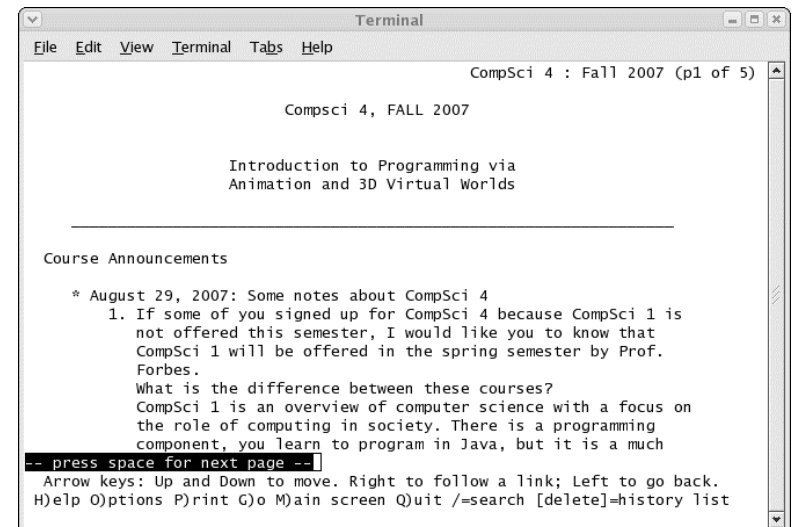 Terminal
File Edit View Terminal Tabs Help
CompSci 4 : Fall 2007 (p1 of 5)
Compsci 4, FALL 2007
Introduction to Programming via
Animation and 3D Virtual Worlds
Course Announcements
* August 29, 2007: Some notes about CompSci 4
1. If some of you signed up for CompSci 4 because CompSci 1 is
not offered this semester, I would like you to know that
CompSci 1 will be offered in the spring semester by Prof.
Forbes.
What is the difference between these courses?
CompSci 1 is an overview of computer science with a focus on
the role of computing in society. There is a programming
component, you learn to program in Java, but it is a much
-- press space for next page --
Arrow keys: Up and Down to move. Right to follow a link; Left to go back.
H)elp O)ptions P)rint G)o M)ain screen Q)uit /=search [delete]=history list